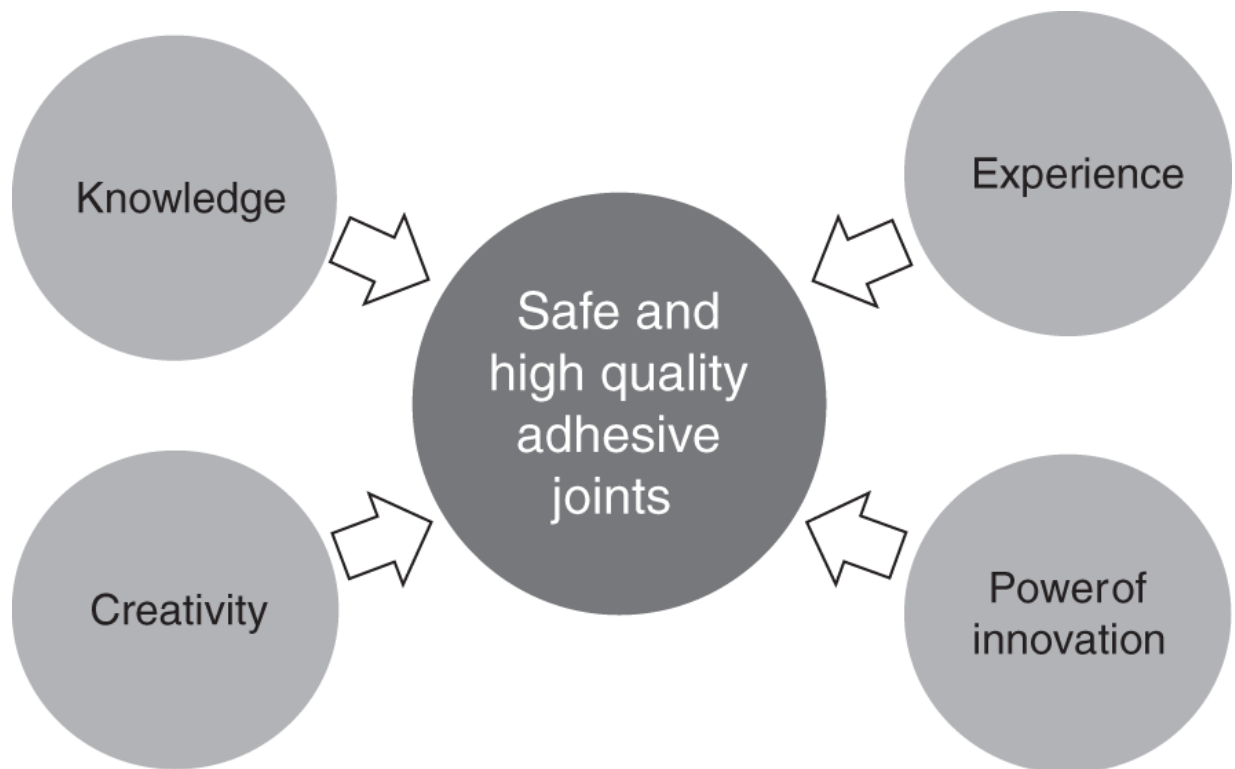 Knowledge
Experience
Safe and
high quality
adhesive
joints
Creativity
Powerof
innovation